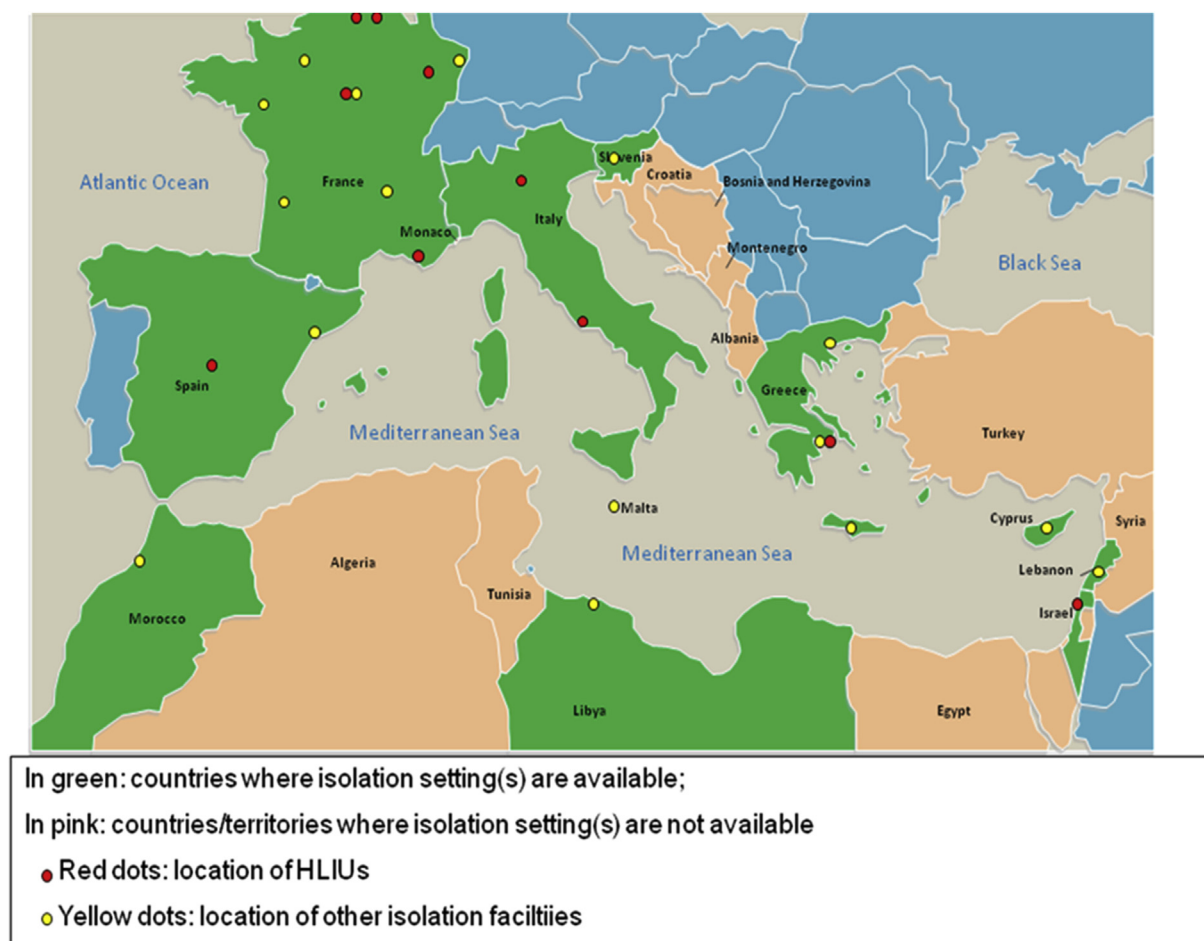 Slovenia
Croatia
Atlantic Ocean
France
Bosnia and Herzegovina
Italy
Monaco
Montenegro
Black Sea
Albania
Spain
Greece
Mediterranean Sea
Turkey
Malta
Cyprus
Syria
Mediterranean Sea
Algeria
Lebanon
Tunisia
Israel
Morocco
Libya
Egypt
In green: countries where isolation setting(s) are available;
In pink: countries/territories where isolation setting(s) are not available
Red dots: location of HLIUs
Yellow dots: location of other isolation faciltiies